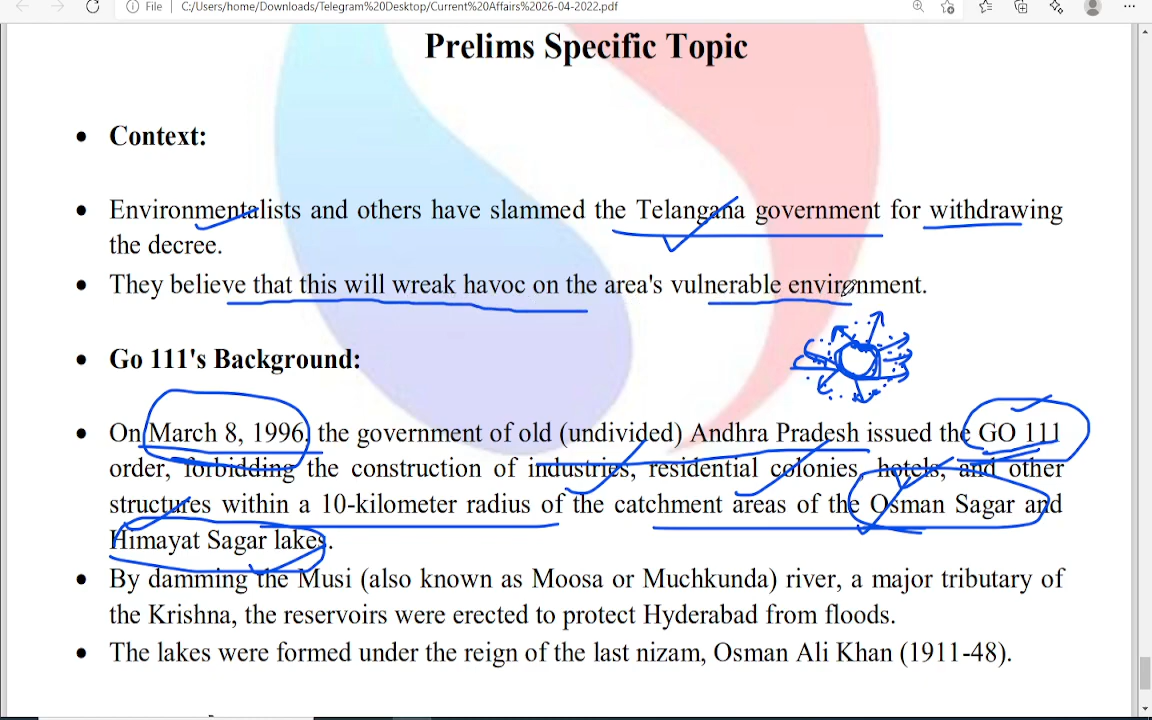 File
C:/Users/home/Downloads/Telegram%20Desktop/Current%20Affairs%2026-04-2022.pdf
Prelims Specific Topic
• Context:
• Environmentalists and others have slammed the Telangana government for withdrawing
the decree.
• They believe that this will wreak havoc on the area's vulnerable environment.
• Go 111's Background:
• On March 8, 1996, the government of old (undivided) Andhra Pradesh issued the GO 111
order, forbidding the construction of industries, residential colonies, hotels, and other
structures within a 10-kilometer radius of the catchment areas of the Osman Sagar and
Himayat Sagar lakes.
• By damming the Musi (also known as Moosa or Muchkunda) river, a major tributary of
the Krishna, the reservoirs were erected to protect Hyderabad from floods.
• The lakes were formed under the reign of the last nizam, Osman Ali Khan (1911-48).